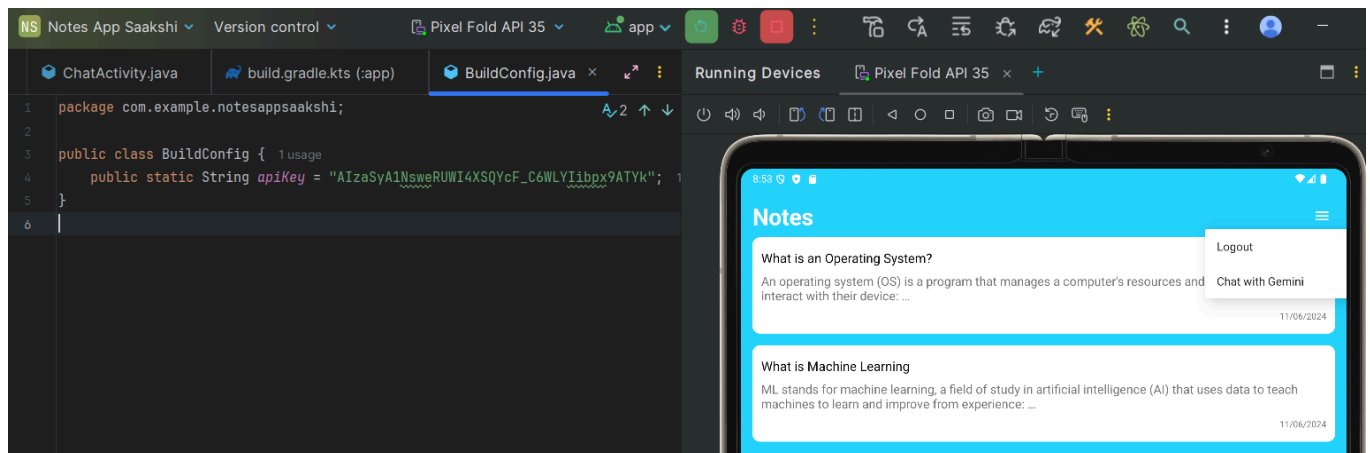 NS Notes App Saakshi Version control Pixel Fold API 35 app
ChatActivity.java build.gradle.kts (:app) BuildConfig.java Running Devices Pixel Fold API 35
1 package com.example.notesappsaakshi; 2
2
3 public class BuildConfig { 1 usage
4 public static String apiKey = "AIzaSyA1NsweRUWI4XSQYcF_C6WLYIibpx9ATYk"; 1
5 }
6
8:53
Notes
Logout
Chat with Gemini
What is an Operating System?
An operating system (OS) is a program that manages a computer's resources and
interact with their device: ...
11/06/2024
What is Machine Learning
ML stands for machine learning, a field of study in artificial intelligence (AI) that uses data to teach
machines to learn and improve from experience: ...
11/06/2024